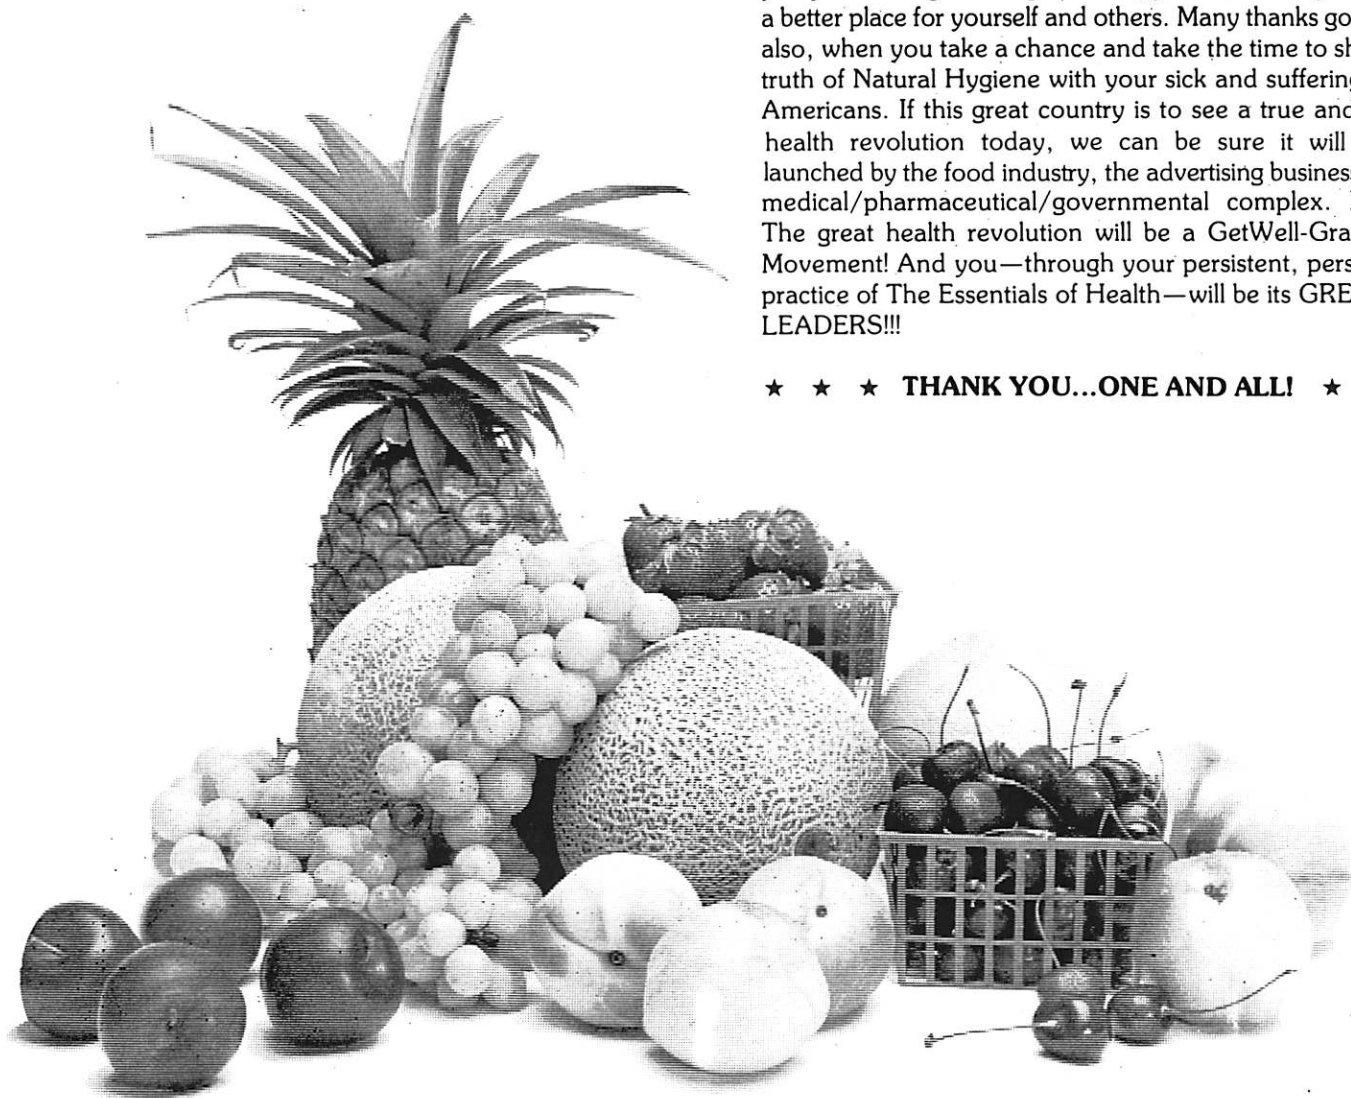 a better place for yourself and others. Many thanks go
also, when you take a chance and take the time to sh
truth of Natural Hygiene with your sick and suffering
Americans. If this great country is to see a true and
health revolution today, we can be sure it will
launched by the food industry, the advertising business
medical/pharmaceutical/governmental complex.
The great health revolution will be a GetWell-Gra
Movement! And you—through your persistent, pers
practice of The Essentials of Health—will be its GRE
LEADERS!!!
★ ★ ★ THANK YOU...ONE AND ALL! ★